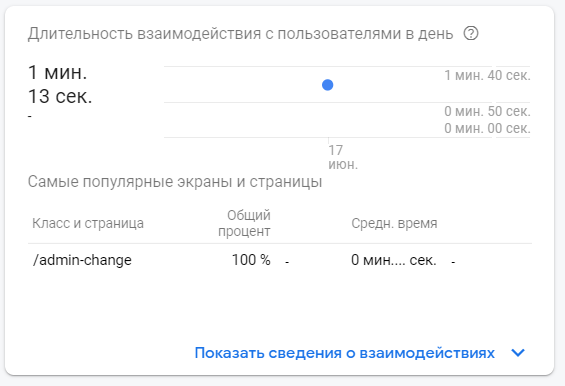 Длительность взаимодействия с пользователями в день ?
1 мин.
13 сек.
-
1 мин. 40 сек.
0 мин. 50 сек.
0 мин. 00 сек.
17
июн.
Самые популярные экраны и страницы
Класс и страница Общий процент Средн. время
/admin-change 100 % - 0 мин.... сек. -
Показать сведения о взаимодействиях